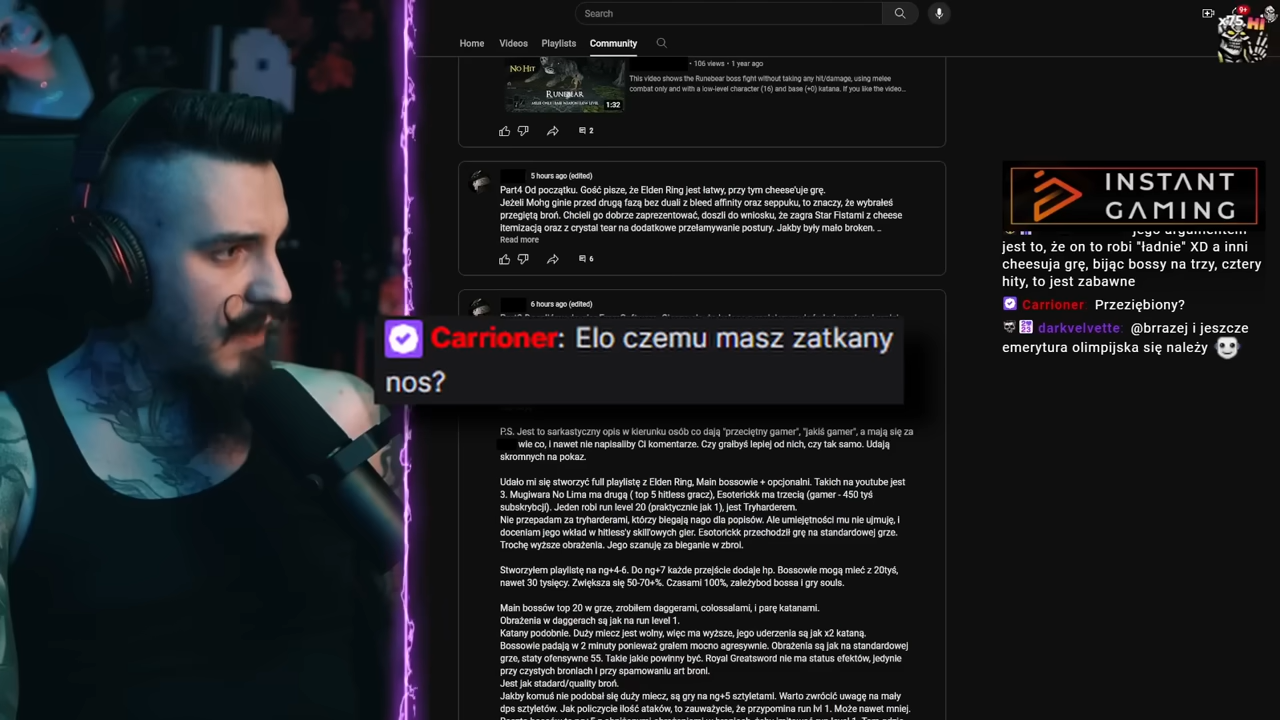 Search
9+
x75 Hi
Home Videos Playlists Community
NO HIT
RUNEBEAR
1:32
• 106 views • 1 year ago
This video shows the Runebear boss fight without taking any hit/damage, using melee
combat only and with a low-level character (16) and base (+0) katana. If you like the video...
2
5 hours ago (edited)
Part4 Od początku. Gość pisze, że Elden Ring jest łatwy, przy tym cheese'uje grę.
Jeżeli Mohg ginie przed drugą fazą bez duali z bleed affinity oraz seppuku, to znaczy, że wybrałeś
przegiętą broń. Chcieli go dobrze zaprezentować, doszli do wniosku, że zagra Star Fistami z cheese
itemizacją oraz z crystal tear na dodatkowe przełamywanie postury. Jakby były mało broken. ..
Read more
6
6 hours ago (edited)
Carrioner: Elo czemu masz zatkany
nos?
P.S. Jest to sarkastyczny opis w kierunku osób co dają "przeciętny gamer", "jakiś gamer", a mają się za
wie co, i nawet nie napisaliby CI komentarze. Czy grałbyś lepiej od nich, czy tak samo. Udają
skromnych na pokaz.
Udało mi się stworzyć full playlistę z Elden Ring, Main bossowie + opcjonalni. Takich na youtube jest
3. Mugiwara No Lima ma drugą ( top 5 hitless gracz), Esoterickk ma trzecią (gamer - 450 tyś
subskrybcji). Jeden robi run level 20 (praktycznie jak 1), jest Tryharderem.
Nie przepadam za tryharderami, którzy biegają nago dla popisów. Ale umiejętności mu nie ujmuję, i
doceniam jego wkład w hitless'y skill'owych gier. Esotorickk przechodził grę na standardowej grze.
Trochę wyższe obrażenia. Jego szanuję za bieganie w zbroi.
Stworzyłem playlistę na ng+4-6. Do ng+7 każde przejście dodaje hp. Bossowie mogą mieć z 20tyś,
nawet 30 tysięcy. Zwiększa się 50-70+%. Czasami 100%, zależybod bossa i gry souls.
Main bossów top 20 w grze, zrobiłem daggerami, colossalami, i parę katanami.
Obrażenia w daggerach są jak na run level 1.
Katany podobnie. Duży miecz jest wolny, więc ma wyższe, jego uderzenia są jak x2 kataną.
Bossowie padają w 2 minuty ponieważ grałem mocno agresywnie. Obrażenia są jak na standardowej
grze, staty ofensywne 55. Takie jakie powinny być. Royal Greatsword nie ma status efektów, jedynie
przy czystych broniach i przy spamowaniu art broni.
Jest jak stadard/quality broń.
Jakby komuś nie podobał się duży miecz, są gry na ng+5 sztyletami. Warto zwrócić uwagę na mały
dps sztyletów. Jak policzycie ilość ataków, to zauważycie, że przypomina run lvl 1. Może nawet mniej.
INSTANT
GAMING
jego argumentem
jest to, że on to robi "ładnie" XD a inni
cheesują grę, bijąc bossy na trzy, cztery
hity, to jest zabawne
Carrioner: Przeziębiony?
darkvelvette: @brrazej i jeszcze
emerytura olimpijska się należy